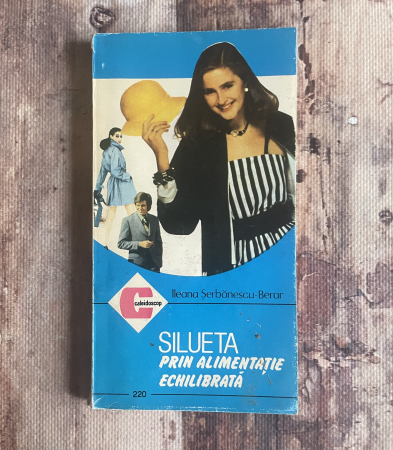 Ileana Şerbănescu-Berar
Caleidoscop
SILUETA
PRIN ALIMENTAŢIE
ECHILIBRATĂ
220